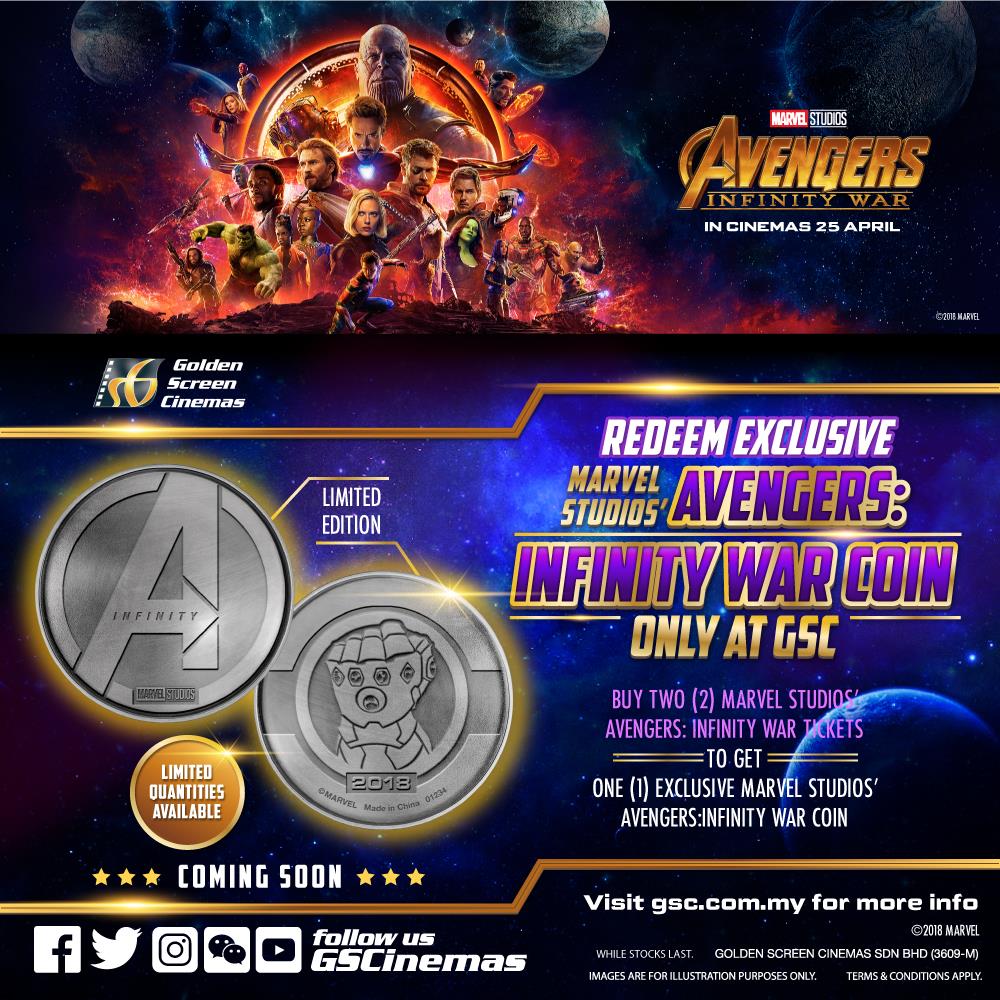 MARVEL STUDIOS
AVENGERS
INFINITY WAR
IN CINEMAS 25 APRIL
©2018 MARVEL
Golden
Screen
Cinemas
LIMITED
EDITION
INFINITY
MARVEL STUDIOS
2018
©MARVEL Made in China 01234
LIMITED
QUANTITIES
AVAILABLE
COMING SOON
REDEEM EXCLUSIVE
MARVEL
STUDIOS' AVENGERS:
INFINITY WAR COIN
ONLY AT GSC
BUY TWO (2) MARVEL STUDIOS'
AVENGERS: INFINITY WAR TICKETS
TO GET
ONE (1) EXCLUSIVE MARVEL STUDIOS'
AVENGERS:INFINITY WAR COIN
follow us
GSCinemas
Visit gsc.com.my for more info
©2018 MARVEL
WHILE STOCKS LAST. GOLDEN SCREEN CINEMAS SDN BHD (3609-M)
IMAGES ARE FOR ILLUSTRATION PURPOSES ONLY. TERMS & CONDITIONS APPLY.